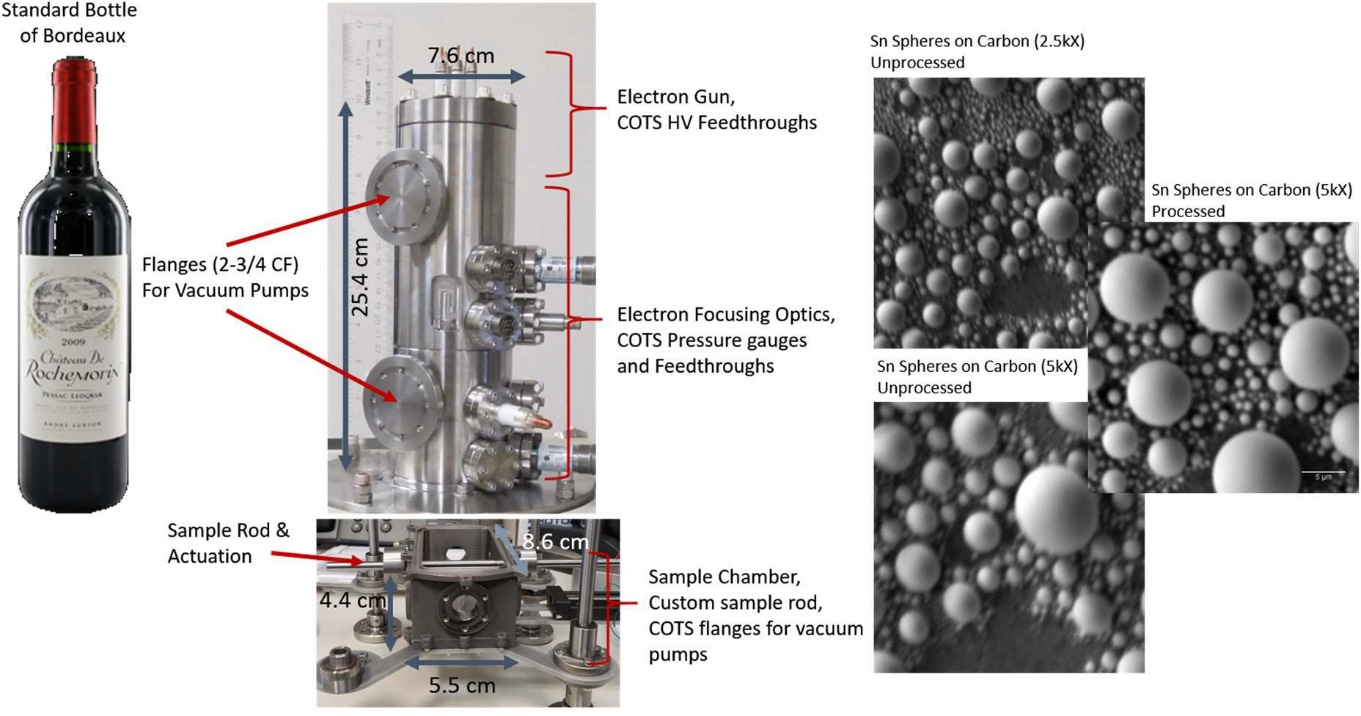 Standard Bottle
of Bordeaux
2009
Château De
Rochemorin
PESSAC-LÉOGNAN
ANDRÉ LURTON
7.6 cm
25.4 cm
Electron Gun,
COTS HV Feedthroughs
Flanges (2-3/4 CF)
For Vacuum Pumps
Electron Focusing Optics,
COTS Pressure gauges
and Feedthroughs
Sample Rod &
Actuation
8.6 cm
4.4 cm
5.5 cm
Sample Chamber,
Custom sample rod,
COTS flanges for vacuum
pumps
Sn Spheres on Carbon (2.5kX)
Unprocessed
Sn Spheres on Carbon (5kX)
Processed
5 µm
Sn Spheres on Carbon (5kX)
Unprocessed